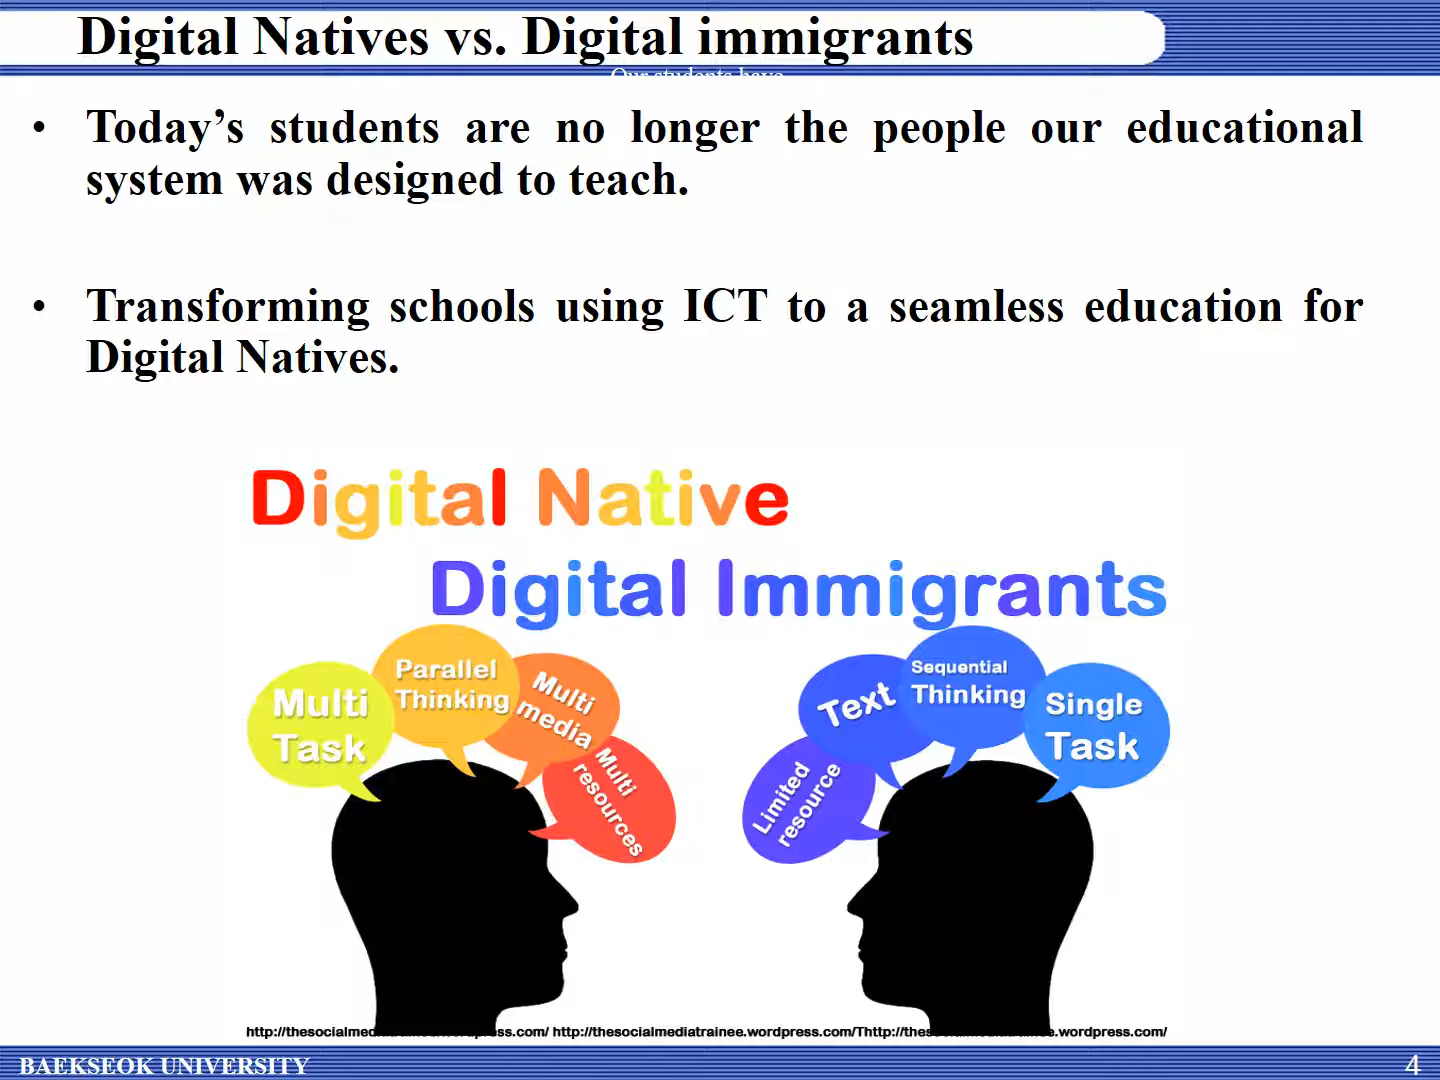 Digital Natives vs. Digital immigrants
Our students have
• Today’s students are no longer the people our educational
system was designed to teach.
• Transforming schools using ICT to a seamless education for
Digital Natives.
Digital Native
Digital Immigrants
Multi
Task
Parallel
Thinking
Multi
media
Multi
resources
Limited
resource
Text
Sequential
Thinking
Single
Task
http://thesocialmediatrainee.wordpress.com/ http://thesocialmediatrainee.wordpress.com/Thttp://thesocialmediatrainee.wordpress.com/
BAEKSEOK UNIVERSITY
4